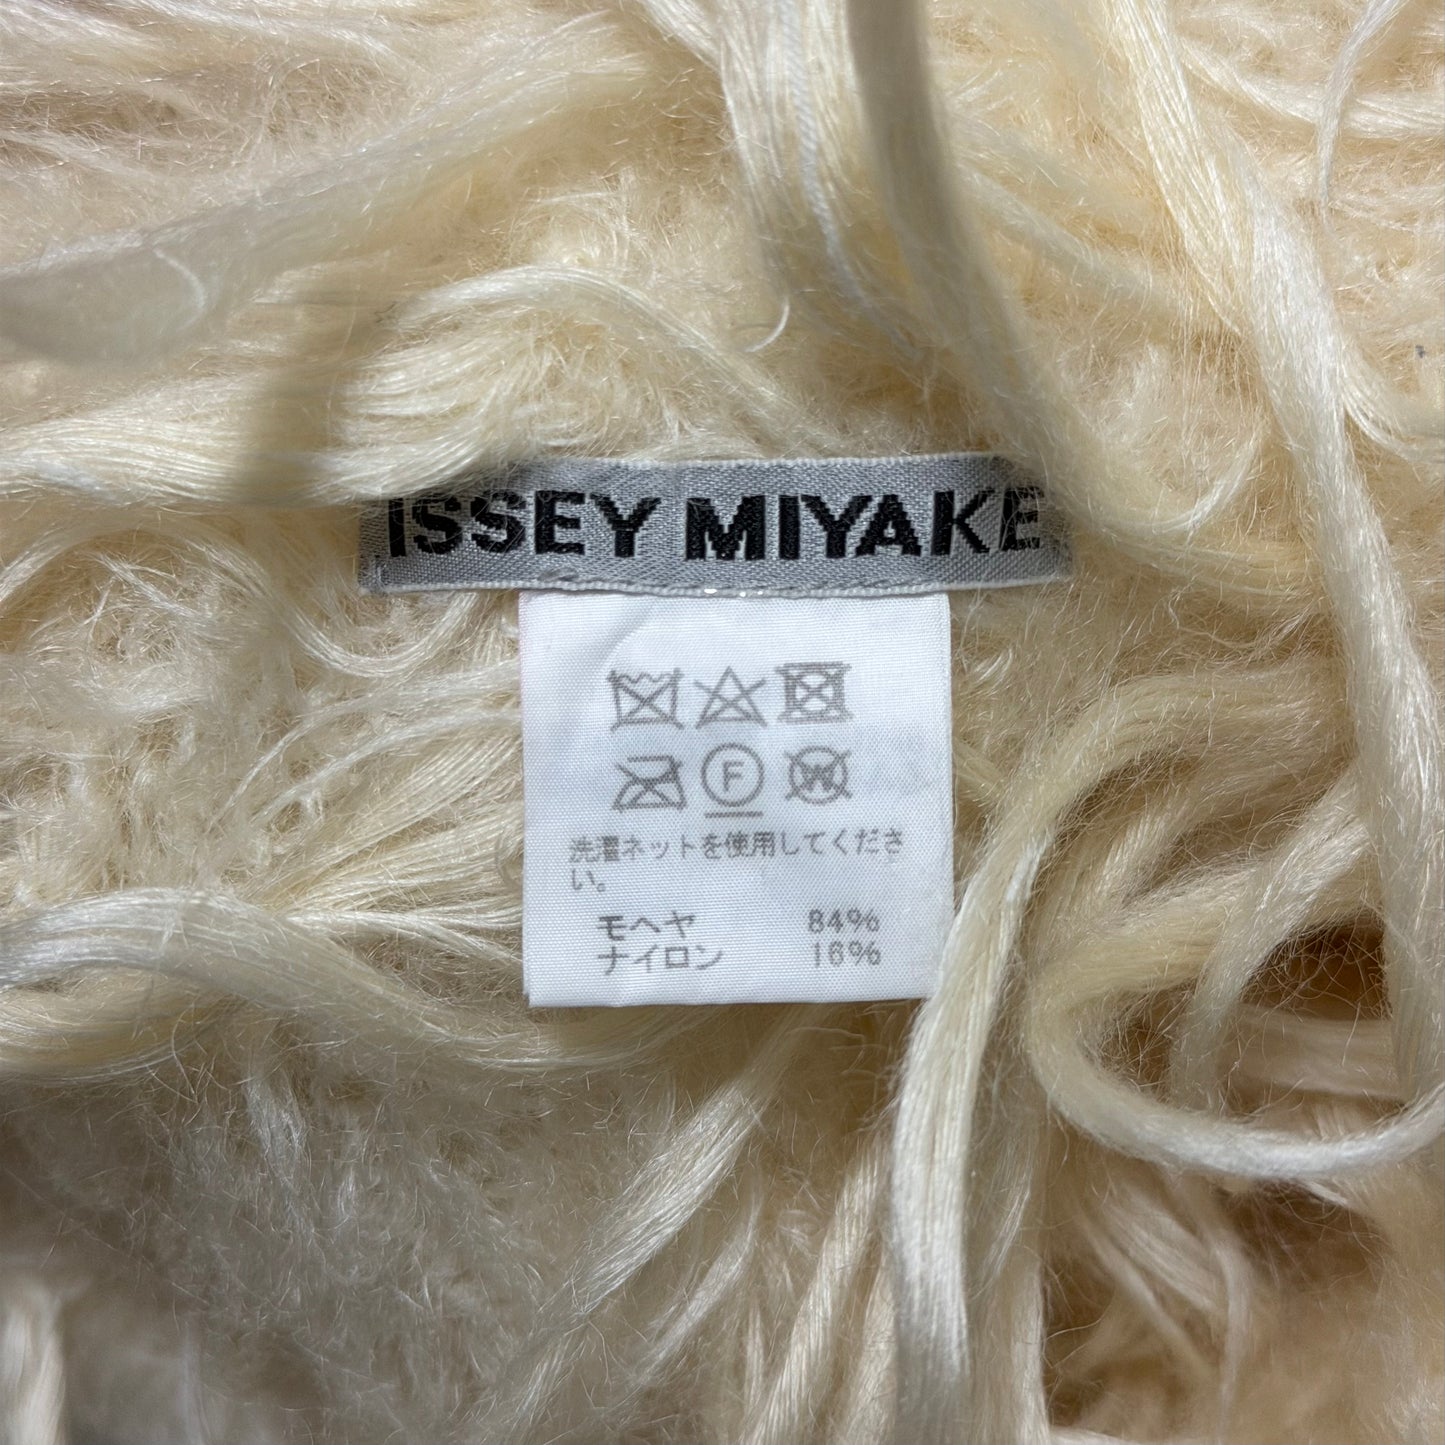 ISSEY MIYAKE
F
W
洗濯ネットを使用してくださ
い。
モヘヤ 84%
ナイロン 16%